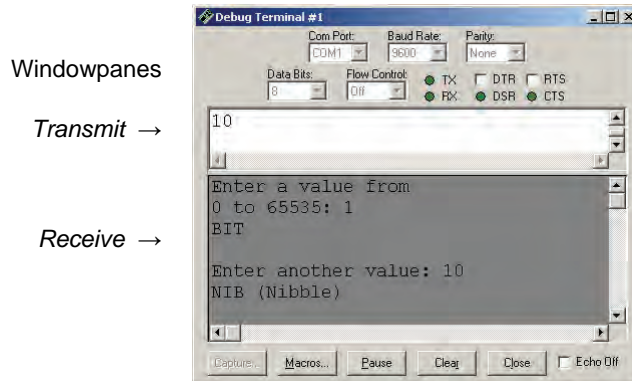 Debug Terminal #1
Com Port: Baud Rate: Parity:
COM1 9600 None
Windowpanes
Data Bits: Flow Control: TX DTR RTS
8 Off RX DSR CTS
Transmit →
10
Enter a value from
0 to 65535: 1
BIT
Receive →
Enter another value: 10
NIB (Nibble)
Capture... Macros... Pause Clear Close Echo Off